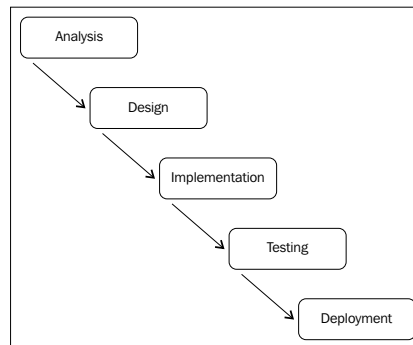 Analysis
Design
Implementation
Testing
Deployment